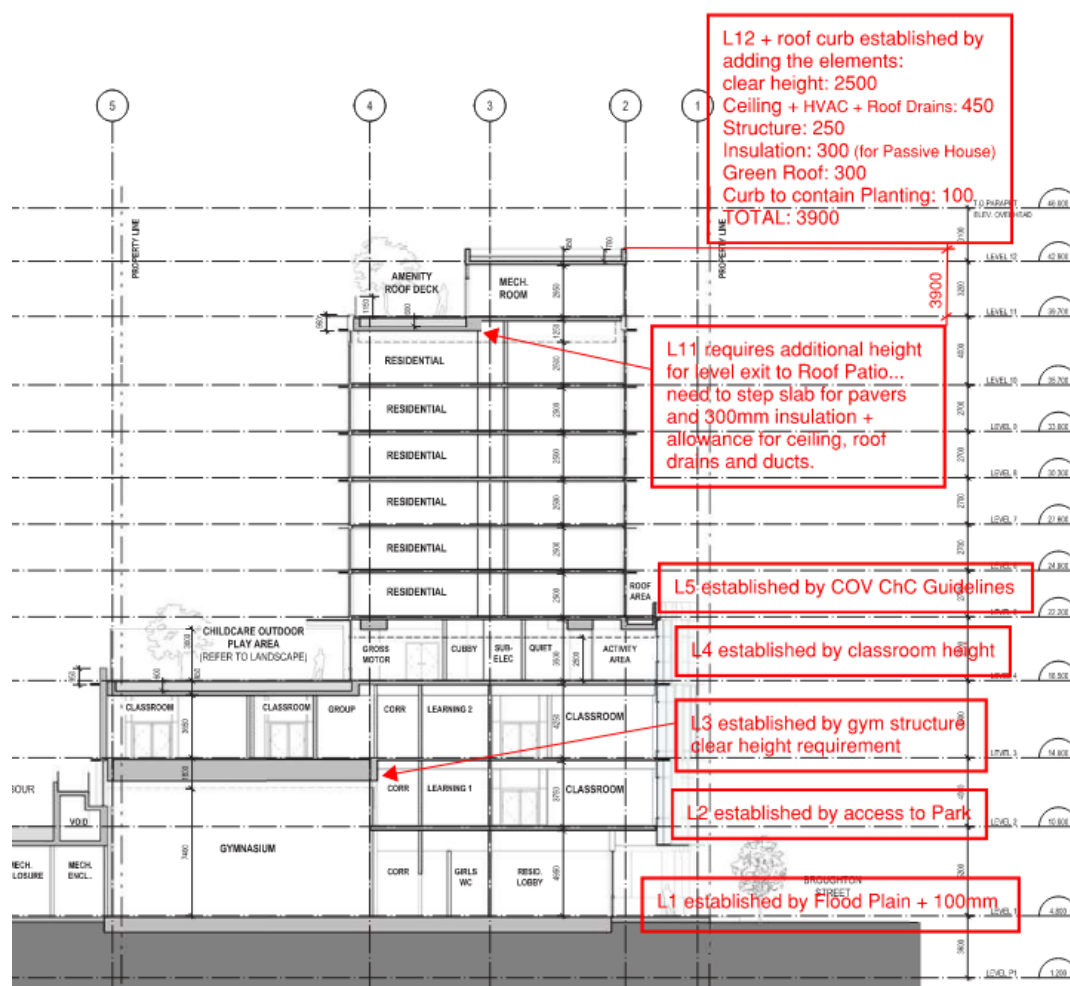 L12 + roof curb established by
adding the elements:
clear height: 2500
Ceiling + HVAC + Roof Drains: 450
Structure: 250
Insulation: 300 (for Passive House)
Green Roof: 300
Curb to contain Planting: 100
TOTAL: 3900
5
4
3
2
1
T.O. PARAPET
PROPERTY LINE
PROPERTY LINE
LEVEL 12
AMENITY
ROOF DECK
MECH.
ROOM
3900
LEVEL 11
L11 requires additional height
for level exit to Roof Patio...
need to step slab for pavers
and 300mm insulation +
allowance for ceiling, roof
drains and ducts.
RESIDENTIAL
LEVEL 10
RESIDENTIAL
LEVEL 9
RESIDENTIAL
LEVEL 8
RESIDENTIAL
LEVEL 7
RESIDENTIAL
RESIDENTIAL
ROOF
AREA
L5 established by COV ChC Guidelines
22.200
CHILDCARE OUTDOOR
PLAY AREA
(REFER TO LANDSCAPE)
GROSS
MOTOR
CUBBY
SUB-
ELEC
QUIET
ACTIVITY
AREA
L4 established by classroom height
CLASSROOM
CLASSROOM
GROUP
CORR
LEARNING 2
CLASSROOM
L3 established by gym structure
clear height requirement
LEVEL 3
CORR
LEARNING 1
CLASSROOM
VOID
L2 established by access to Park
LEVEL 2
GYMNASIUM
7400
MECH.
ENCL.
CORR
GIRLS
WC
RESID.
LOBBY
BROUGHTON
STREET
L1 established by Flood Plain + 100mm
LEVEL 1
4.800
3600
LEVEL P1
1.200